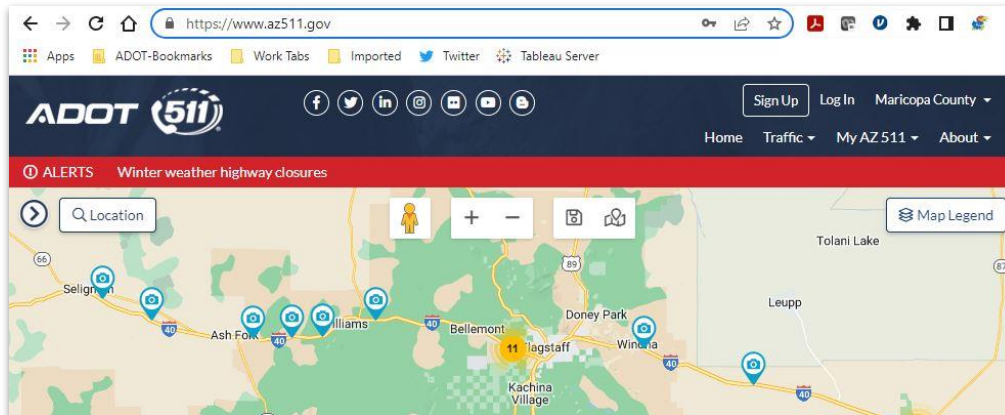 https://www.az511.gov
Apps ADOT-Bookmarks Work Tabs Imported Twitter Tableau Server
ADOT 511
Sign Up Log In Maricopa County
Home Traffic My AZ 511 About
ALERTS Winter weather highway closures
Location
Map Legend
Tolani Lake
66
89
87
Seligman
Leupp
Doney Park
40
Ash Fork
40
Williams
40
Bellemont
11
Flagstaff
Winona
40
Kachina
Village
40